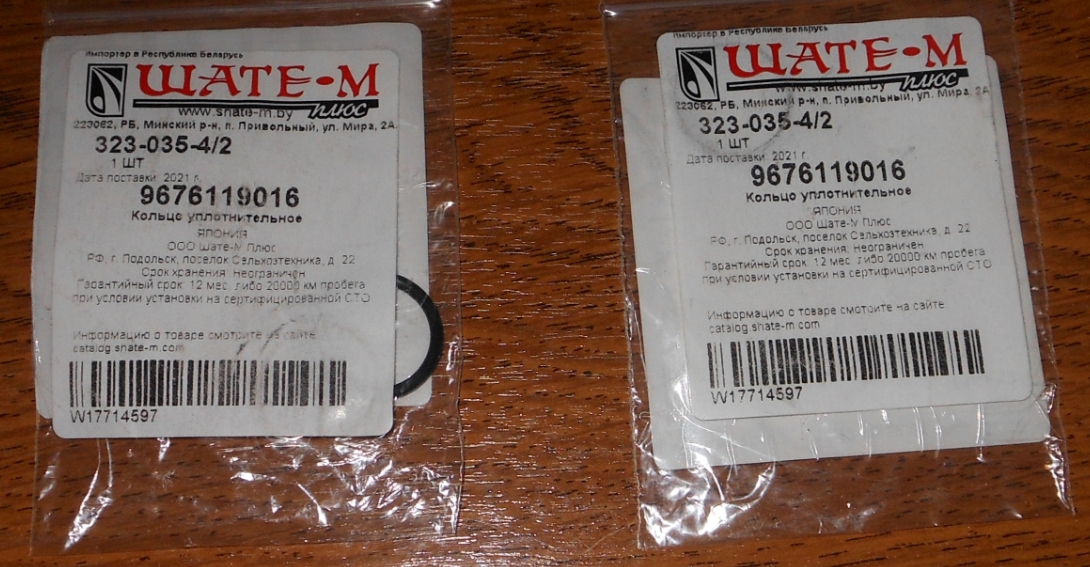 Импортер в Республике Беларусь
ШАТЕ-М
плюс
www.shate-m.by
223062, РБ, Минский р-н, п. Привольный, ул. Мира, 2А
323-035-4/2
1 ШТ
Дата поставки 2021 г.
9676119016
Кольцо уплотнительное
ЯПОНИЯ
ООО Шате-М Плюс
РФ, г. Подольск, поселок Сельхозтехника, д. 22
Срок хранения: неограничен
Гарантийный срок: 12 мес. либо 20000 км пробега
при условии установки на сертифицированной СТО
Информацию о товаре смотрите на сайте
catalog.shate-m.com
W17714597
Импортер в Республике Беларусь
ШАТЕ-М
плюс
www.shate-m.by
223062, РБ, Минский р-н, п. Привольный, ул. Мира, 2А
323-035-4/2
1 ШТ
Дата поставки 2021 г.
9676119016
Кольцо уплотнительное
ЯПОНИЯ
ООО Шате-М Плюс
РФ, г. Подольск, поселок Сельхозтехника, д. 22
Срок хранения: неограничен
Гарантийный срок: 12 мес. либо 20000 км пробега
при условии установки на сертифицированной СТО
Информацию о товаре смотрите на сайте
catalog.shate-m.com
W17714597